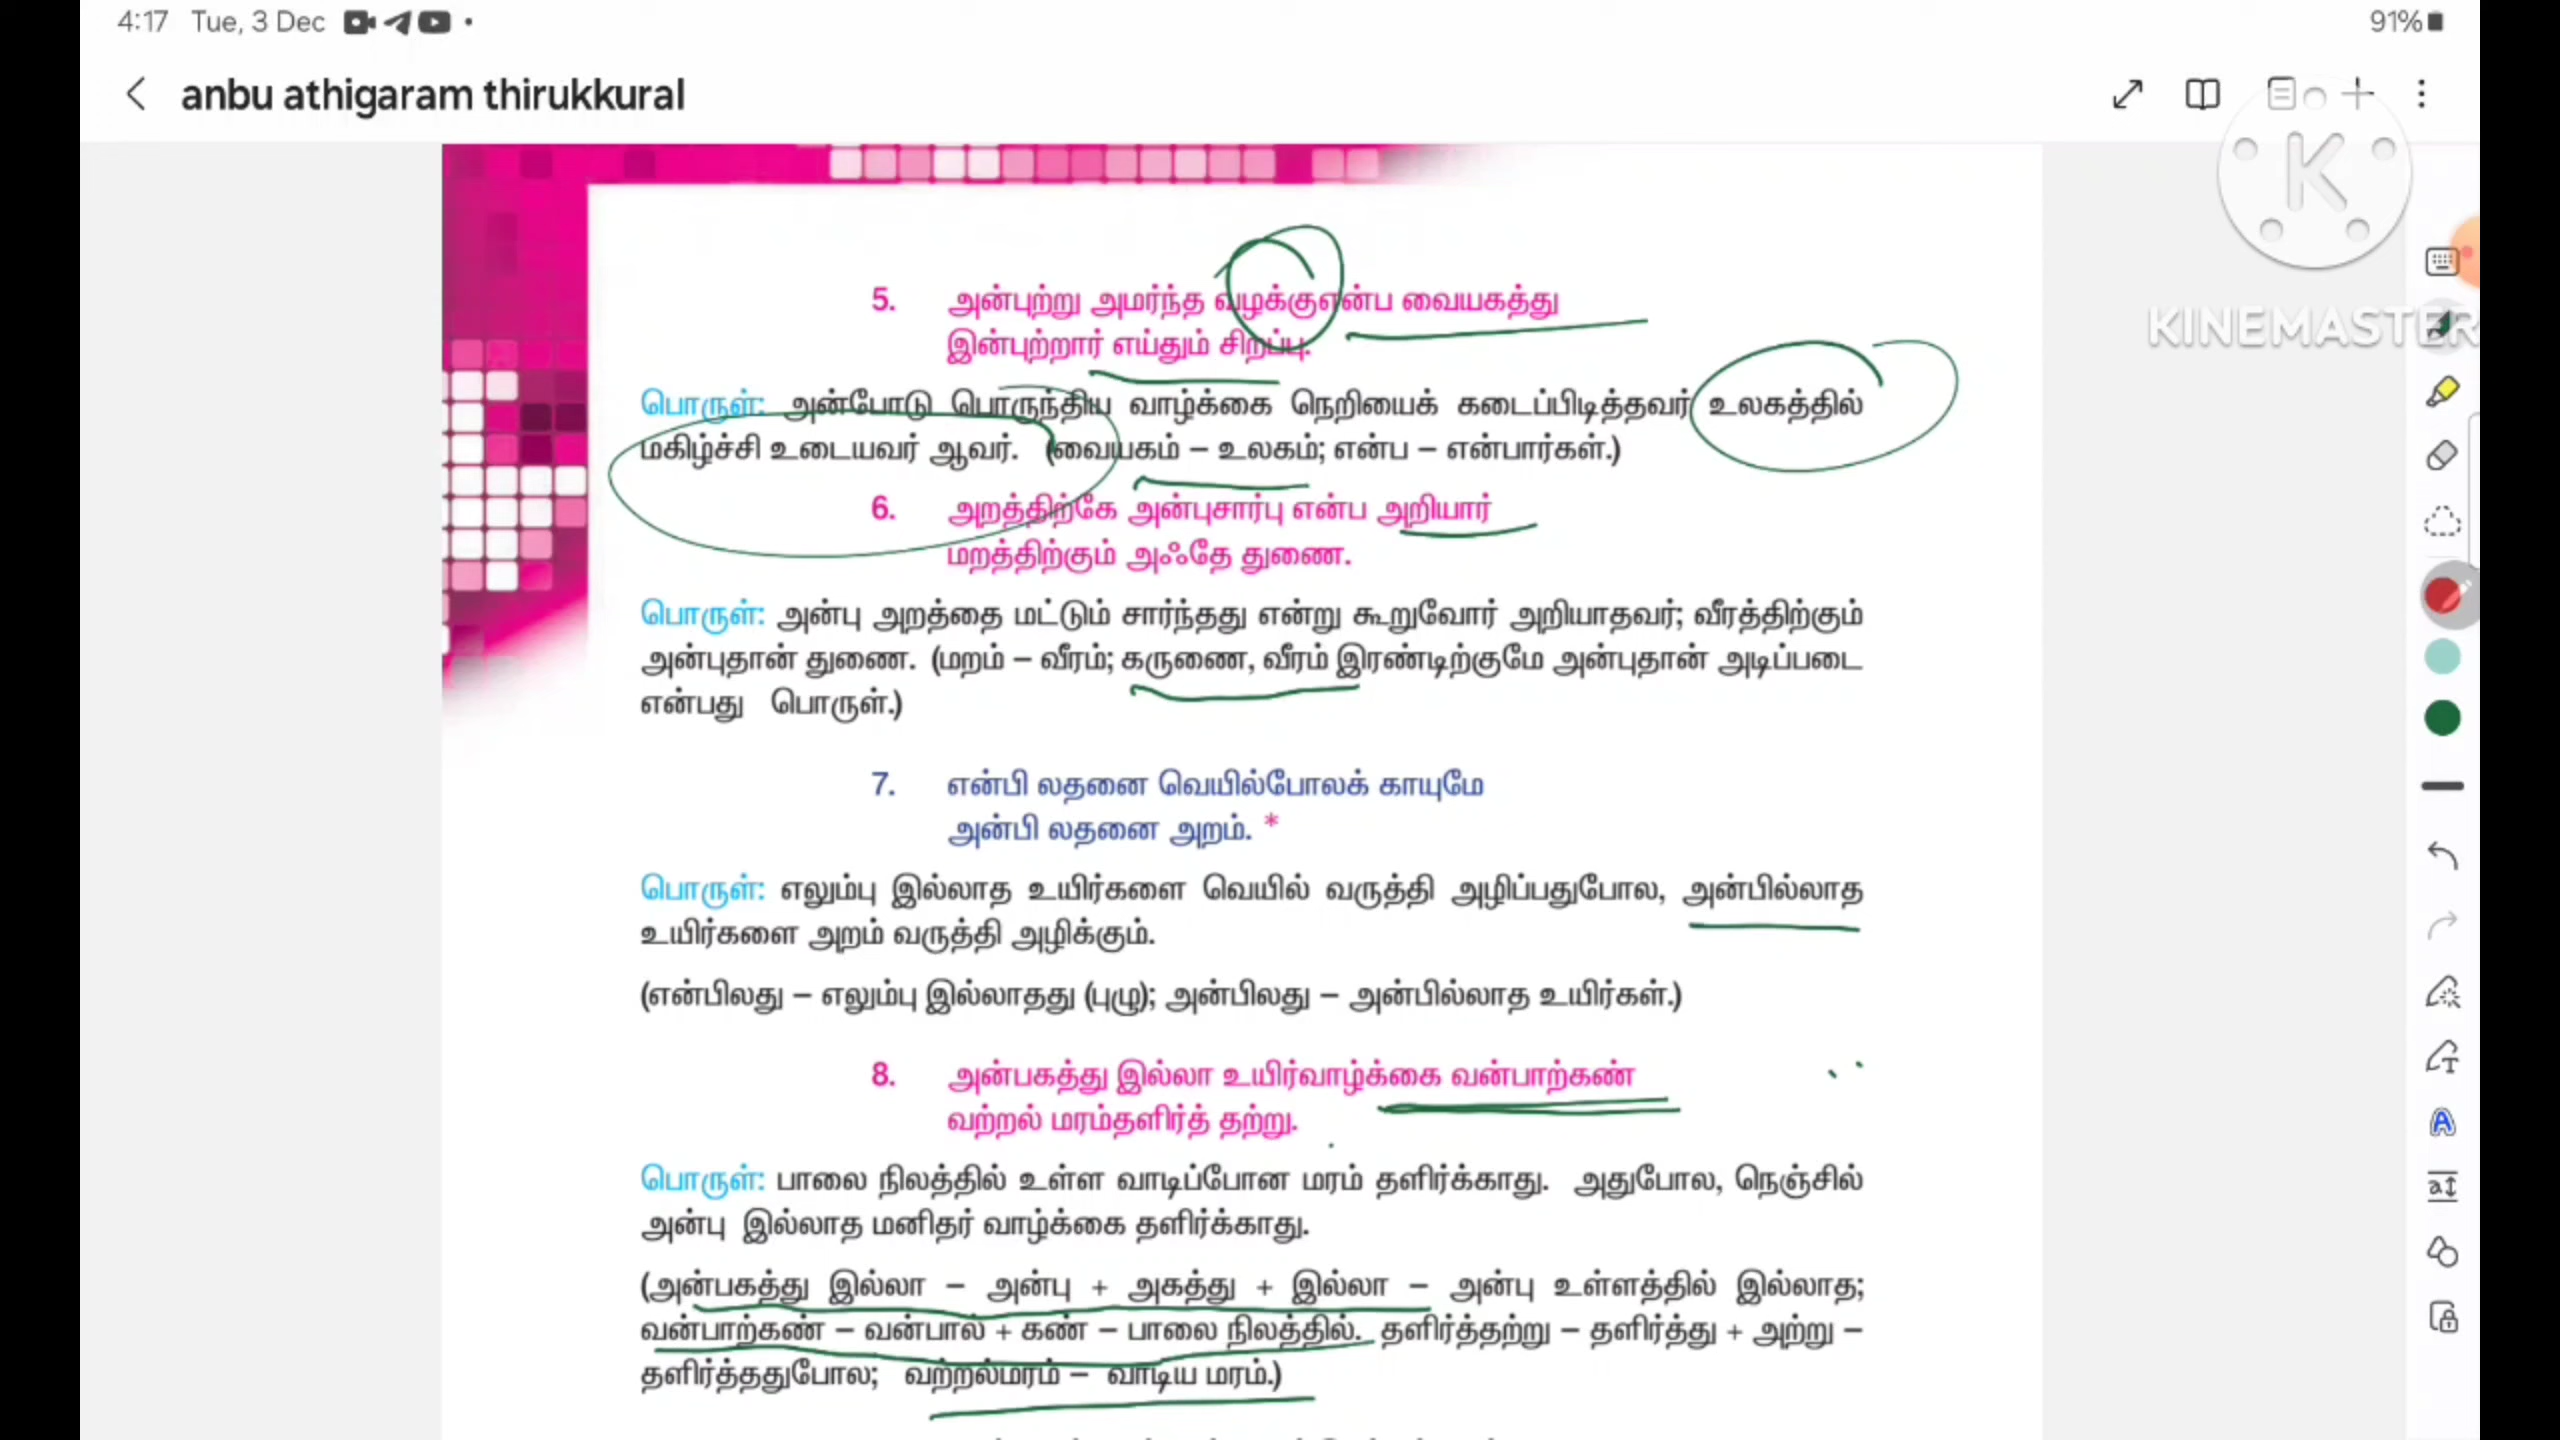 4:17 Tue, 3 Dec
91%
anbu athigaram thirukkural
KINEMASTER
5. அன்புற்று அமர்ந்த வழக்குஎன்ப வையகத்து
இன்புற்றார் எய்தும் சிறப்பு.
பொருள்: அன்போடு பொருந்திய வாழ்க்கை நெறியைக் கடைப்பிடித்தவர் உலகத்தில்
மகிழ்ச்சி உடையவர் ஆவர். (வையகம் – உலகம்; என்ப – என்பார்கள்.)
6. அறத்திற்கே அன்புசார்பு என்ப அறியார்
மறத்திற்கும் அஃதே துணை.
பொருள்: அன்பு அறத்தை மட்டும் சார்ந்தது என்று கூறுவோர் அறியாதவர்; வீரத்திற்கும்
அன்புதான் துணை. (மறம் – வீரம்; கருணை, வீரம் இரண்டிற்குமே அன்புதான் அடிப்படை
என்பது பொருள்.)
7. என்பி லதனை வெயில்போலக் காயுமே
அன்பி லதனை அறம். *
பொருள்: எலும்பு இல்லாத உயிர்களை வெயில் வருத்தி அழிப்பதுபோல, அன்பில்லாத
உயிர்களை அறம் வருத்தி அழிக்கும்.
(என்பிலது – எலும்பு இல்லாதது (புழு); அன்பிலது – அன்பில்லாத உயிர்கள்.)
8. அன்பகத்து இல்லா உயிர்வாழ்க்கை வன்பாற்கண்
வற்றல் மரம்தளிர்த் தற்று.
பொருள்: பாலை நிலத்தில் உள்ள வாடிப்போன மரம் தளிர்க்காது. அதுபோல, நெஞ்சில்
அன்பு இல்லாத மனிதர் வாழ்க்கை தளிர்க்காது.
(அன்பகத்து இல்லா – அன்பு + அகத்து + இல்லா – அன்பு உள்ளத்தில் இல்லாத;
வன்பாற்கண் – வன்பால் + கண் – பாலை நிலத்தில். தளிர்த்தற்று – தளிர்த்து + அற்று –
தளிர்த்ததுபோல; வற்றல்மரம் – வாடிய மரம்.)